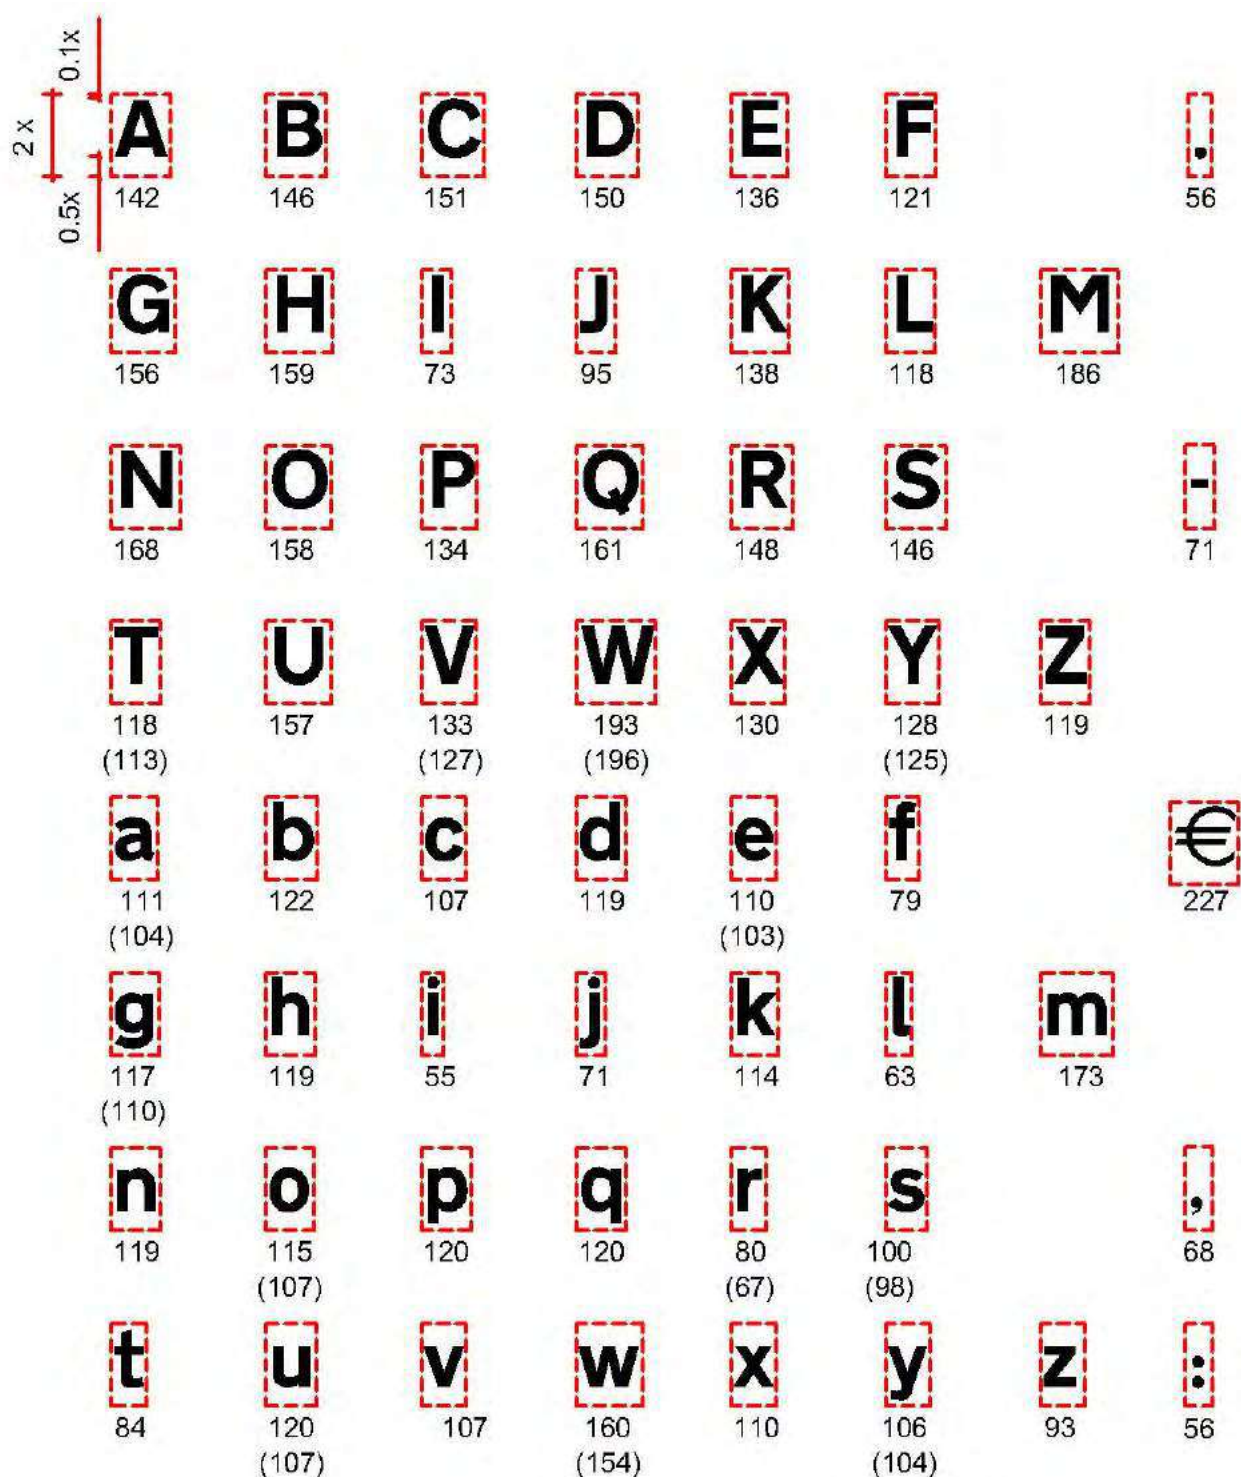 0.1x
2 x
0.5x
A B C D E F .
142 146 151 150 136 121 56
G H I J K L M
156 159 73 95 138 118 186
N O P Q R S -
168 158 134 161 148 146 71
T U V W X Y Z
118 157 133 193 130 128 119
(113) (127) (196) (125)
a b c d e f €
111 122 107 119 110 79 227
(104) (103)
g h i j k l m
117 119 55 71 114 63 173
(110)
n o p q r s ,
119 115 120 120 80 100 68
(107) (67) (98)
t u v w x y z :
84 120 107 160 110 106 93 56
(107) (154) (104)